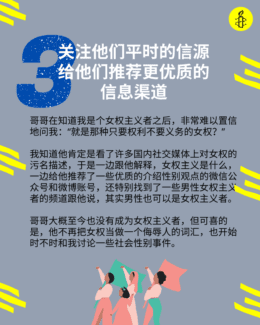 3
关注他们平时的信源
给他们推荐更优质的
信息渠道
哥哥在知道我是个女权主义者之后，非常难以置信
地问我：“就是那种只要权利不要义务的女权？”
我知道他肯定是看了许多国内社交媒体上对女权的
污名描述，于是一边跟他解释，女权主义是什么，
一边给他推荐了一些优质的介绍性别观点的微信公
众号和微博账号，还特别找到了一些男性女权主义
者的频道跟他说，其实男性也可以是女权主义者。
哥哥大概至今也没有成为女权主义者，但可喜的
是，他不再把女权当做一个侮辱人的词汇，也开始
时不时和我讨论一些社会性别事件。